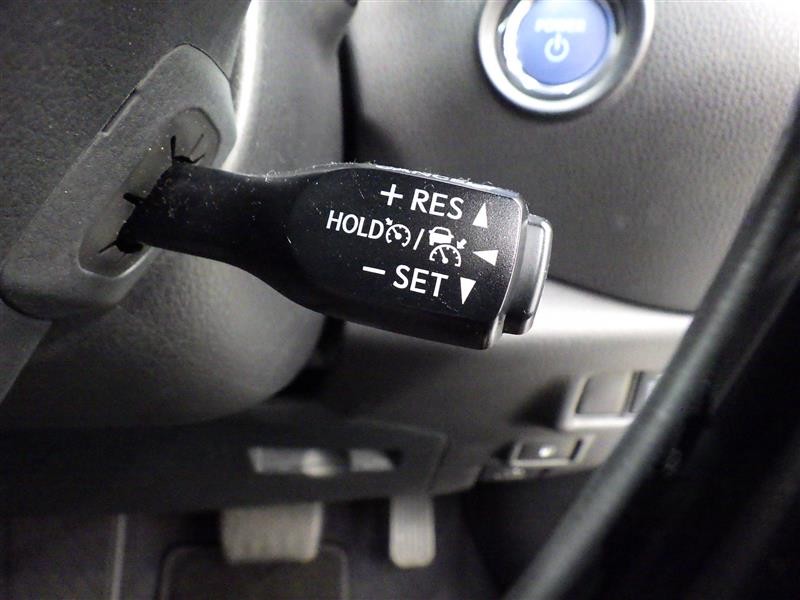 POWER
+ RES ▲
HOLD /
− SET ▼